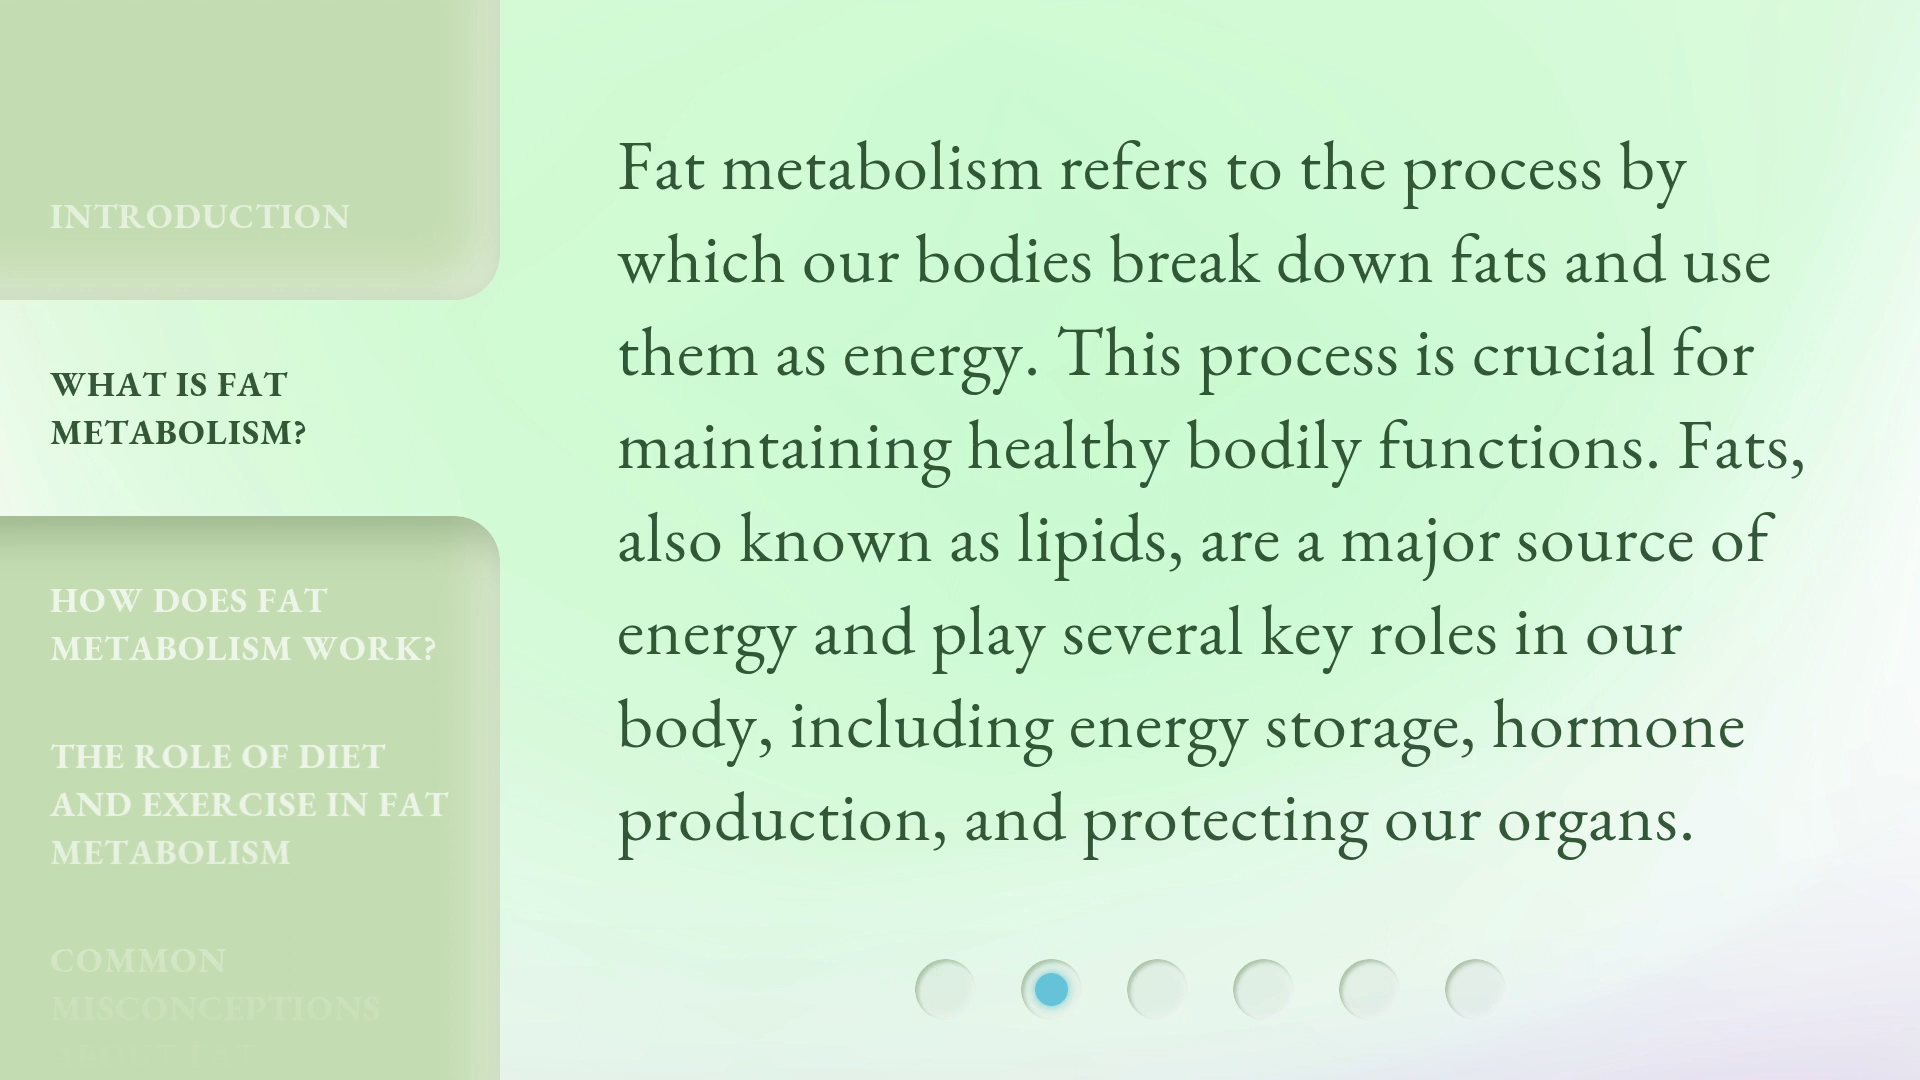 INTRODUCTION
WHAT IS FAT
METABOLISM?
HOW DOES FAT
METABOLISM WORK?
THE ROLE OF DIET
AND EXERCISE IN FAT
METABOLISM
COMMON
MISCONCEPTIONS
ABOUT FAT
Fat metabolism refers to the process by
which our bodies break down fats and use
them as energy. This process is crucial for
maintaining healthy bodily functions. Fats,
also known as lipids, are a major source of
energy and play several key roles in our
body, including energy storage, hormone
production, and protecting our organs.